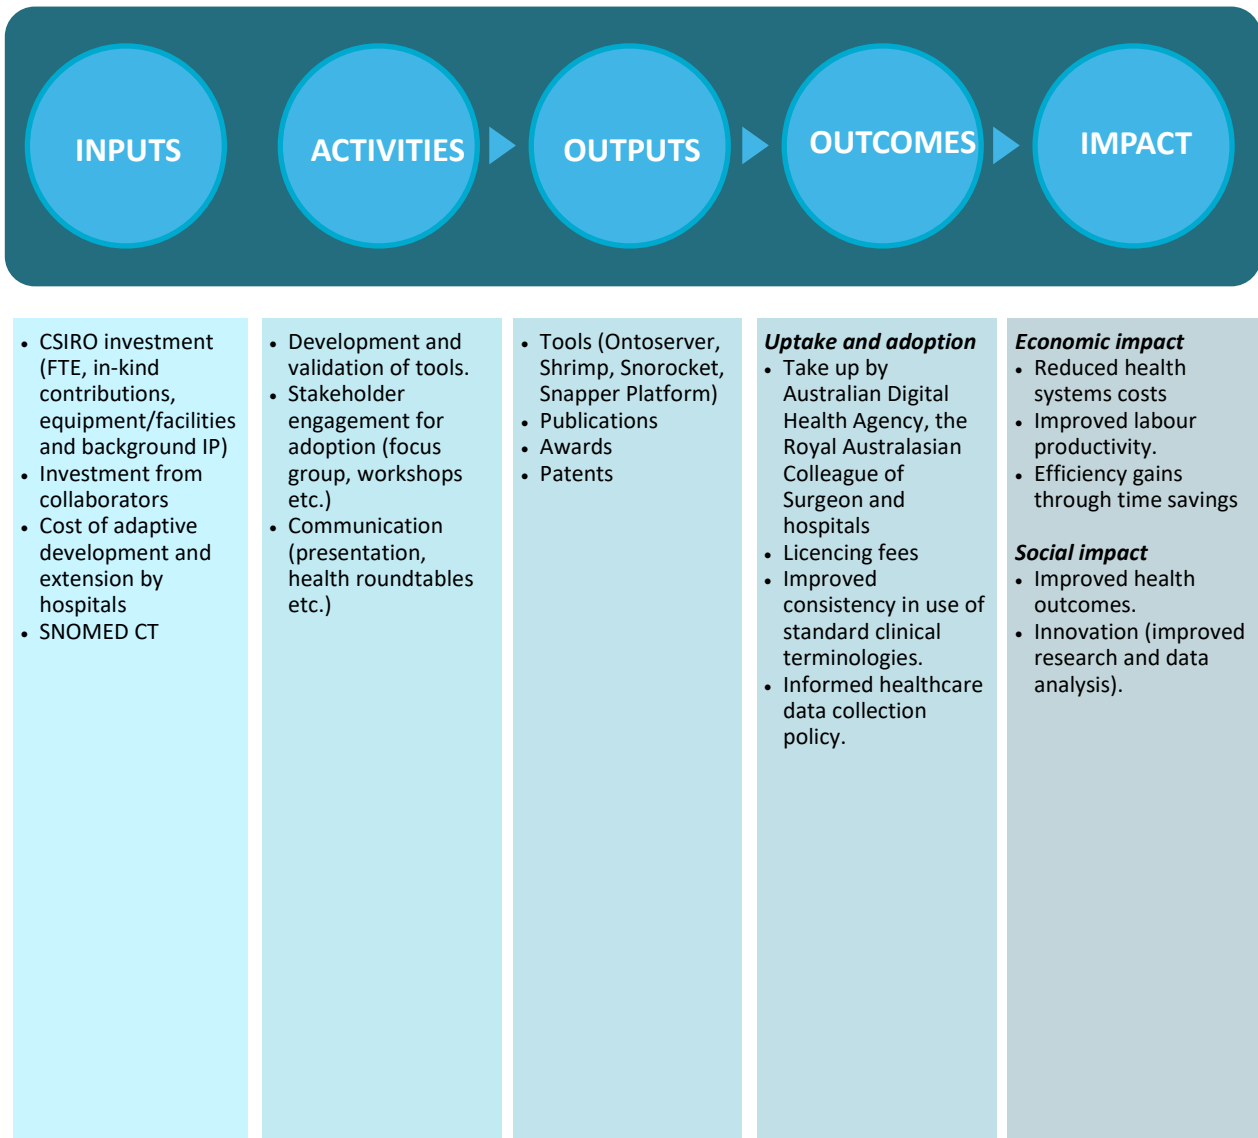 INPUTS
ACTIVITIES
OUTPUTS
OUTCOMES
IMPACT
• CSIRO investment
(FTE, in-kind
contributions,
equipment/facilities
and background IP)
• Investment from
collaborators
• Cost of adaptive
development and
extension by
hospitals
• SNOMED CT
• Development and
validation of tools.
• Stakeholder
engagement for
adoption (focus
group, workshops
etc.)
• Communication
(presentation,
health roundtables
etc.)
• Tools (Ontoserver,
Shrimp, Snorocket,
Snapper Platform)
• Publications
• Awards
• Patents
Uptake and adoption
• Take up by
Australian Digital
Health Agency, the
Royal Australasian
Colleague of
Surgeon and
hospitals
• Licencing fees
• Improved
consistency in use of
standard clinical
terminologies.
• Informed healthcare
data collection
policy.
Economic impact
• Reduced health
systems costs
• Improved labour
productivity.
• Efficiency gains
through time savings
Social impact
• Improved health
outcomes.
• Innovation (improved
research and data
analysis).